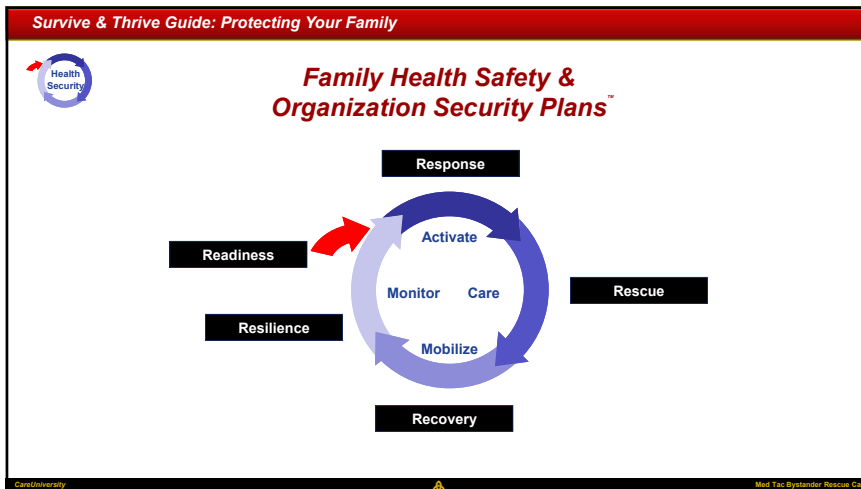 Survive & Thrive Guide: Protecting Your Family
Health
Security
Family Health Safety &
Organization Security Plans™
Response
Activate
Readiness
Monitor
Care
Rescue
Resilience
Mobilize
Recovery
CareUniversity
Med Tac Bystander Rescue Ca